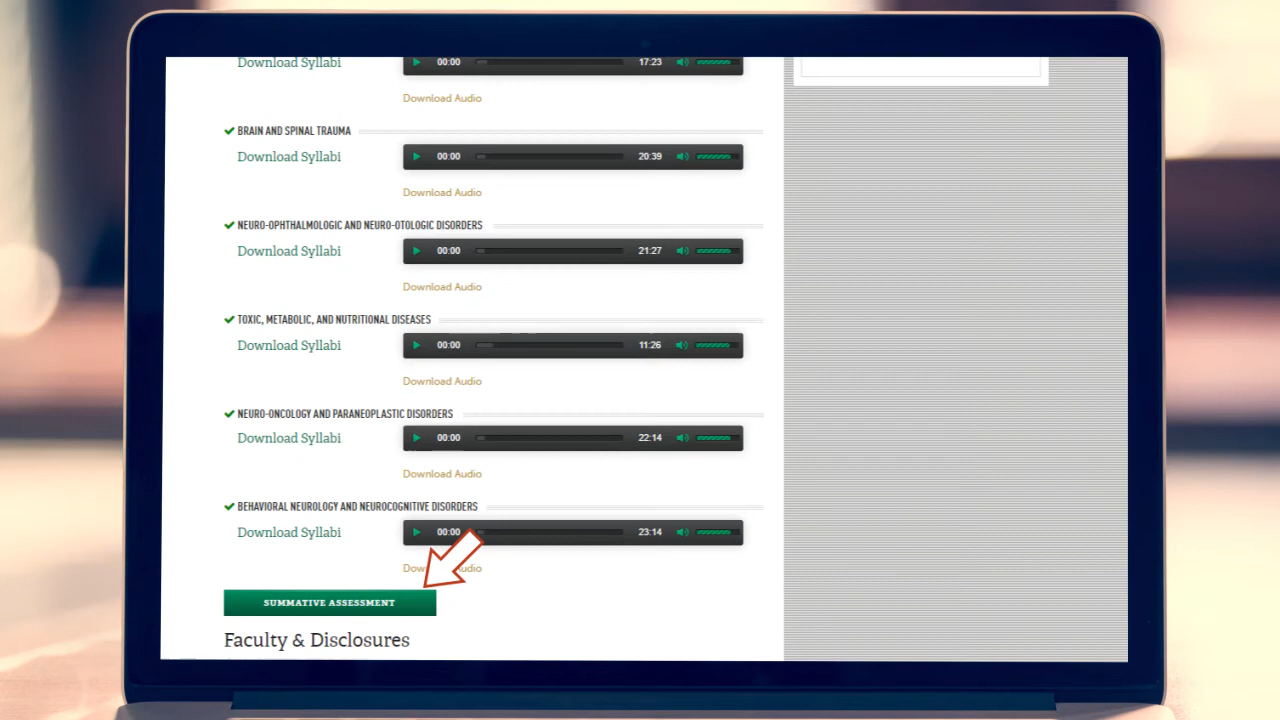 Download Syllabi 00:00 17:23
Download Audio
BRAIN AND SPINAL TRAUMA
Download Syllabi 00:00 20:39
Download Audio
NEURO-OPHTHALMOLOGIC AND NEURO-OTOLOGIC DISORDERS
Download Syllabi 00:00 21:27
Download Audio
TOXIC, METABOLIC, AND NUTRITIONAL DISEASES
Download Syllabi 00:00 11:26
Download Audio
NEURO-ONCOLOGY AND PARANEOPLASTIC DISORDERS
Download Syllabi 00:00 22:14
Download Audio
BEHAVIORAL NEUROLOGY AND NEUROCOGNITIVE DISORDERS
Download Syllabi 00:00 23:14
SUMMATIVE ASSESSMENT
Faculty & Disclosures